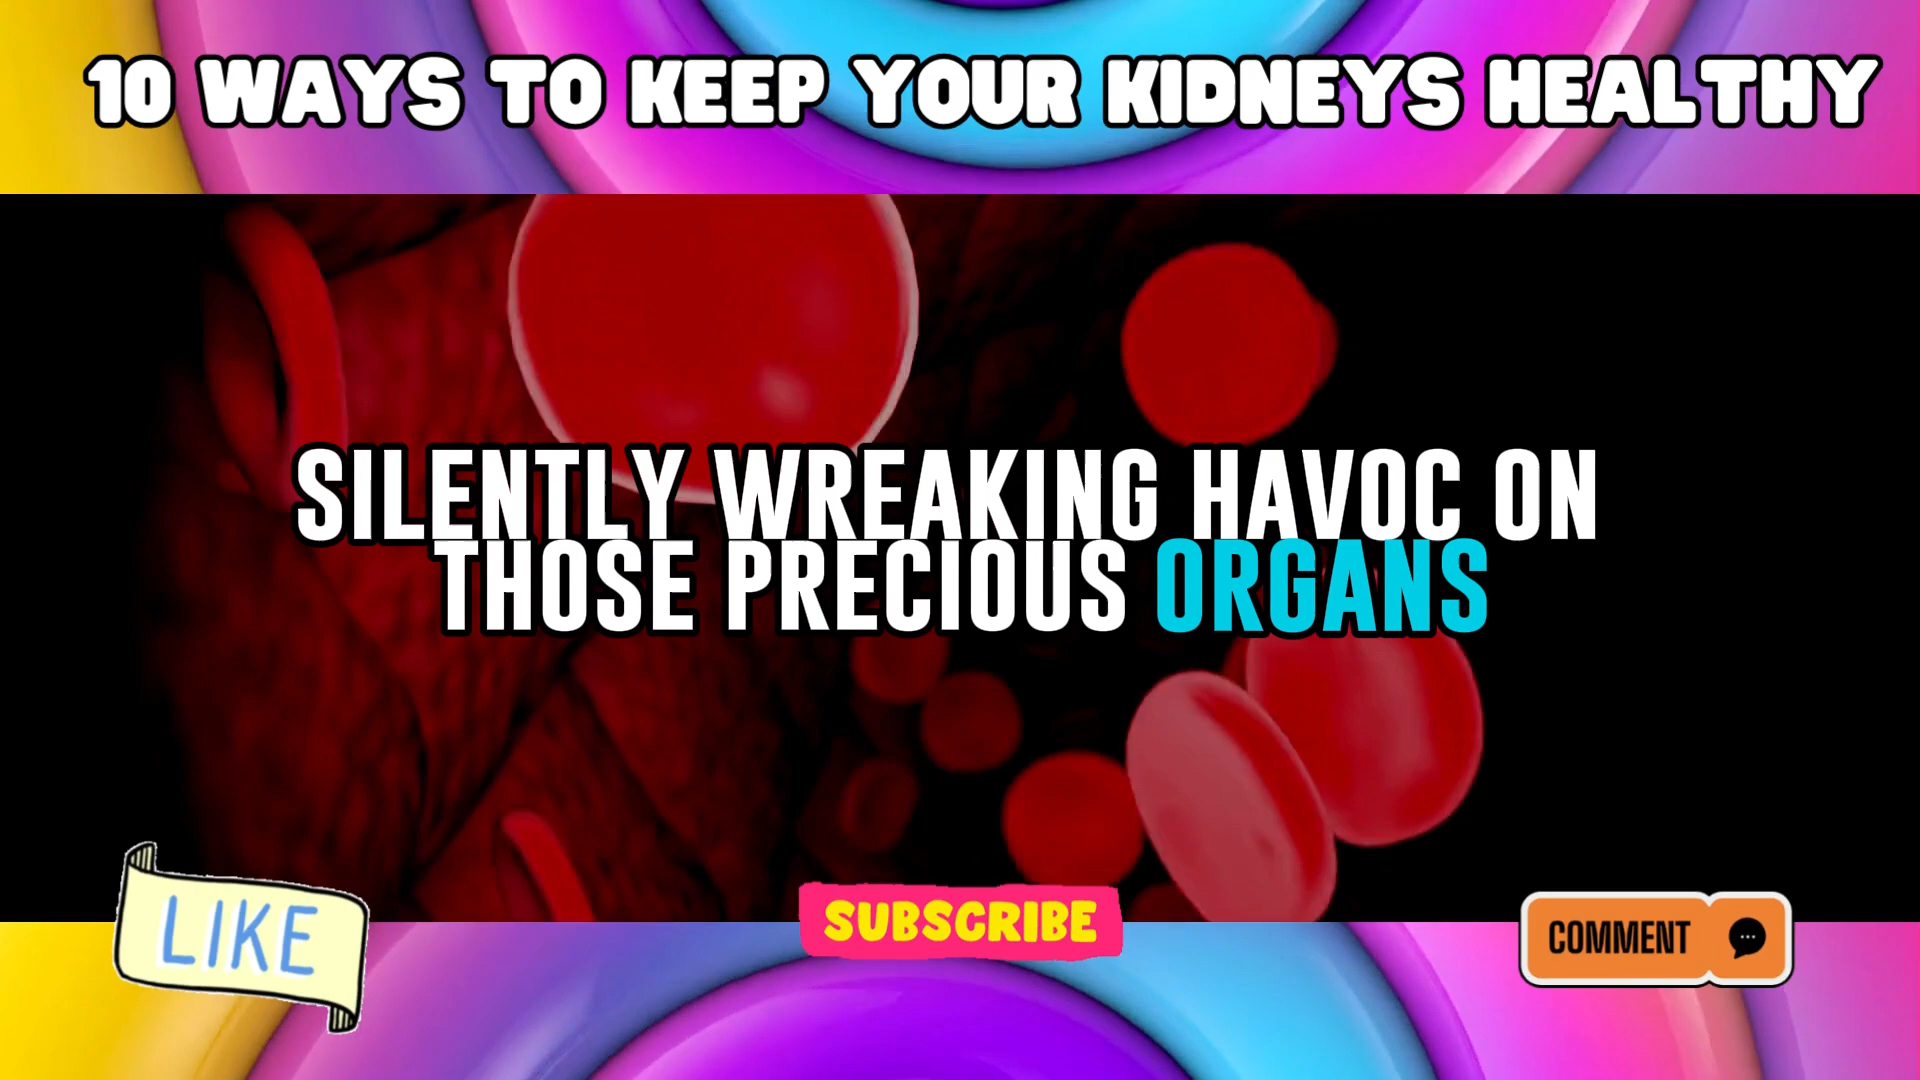 10 WAYS TO KEEP YOUR KIDNEYS HEALTHY
SILENTLY WREAKING HAVOC ON
THOSE PRECIOUS ORGANS
LIKE
SUBSCRIBE
COMMENT